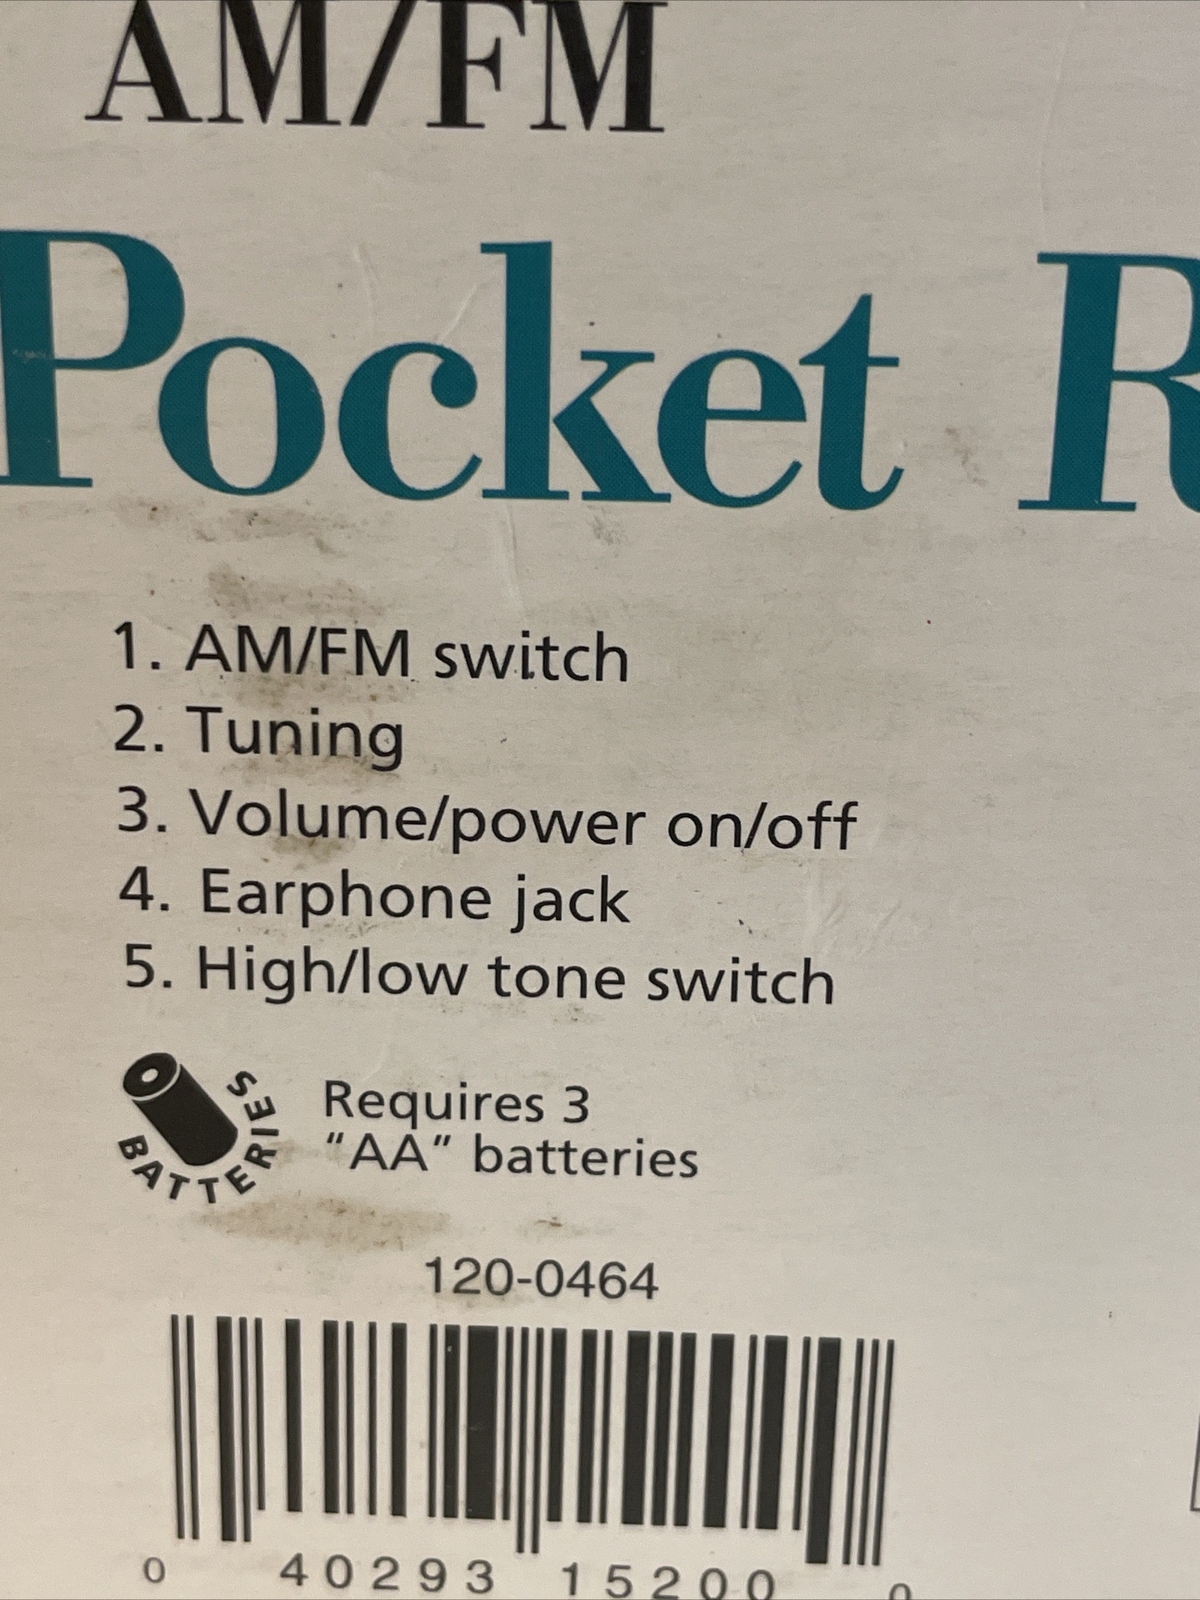 AM/FM
Pocket R
1. AM/FM switch
2. Tuning
3. Volume/power on/off
4. Earphone jack
5. High/low tone switch
BATTERIES
Requires 3
"AA" batteries
120-0464
0 40293 15200 0